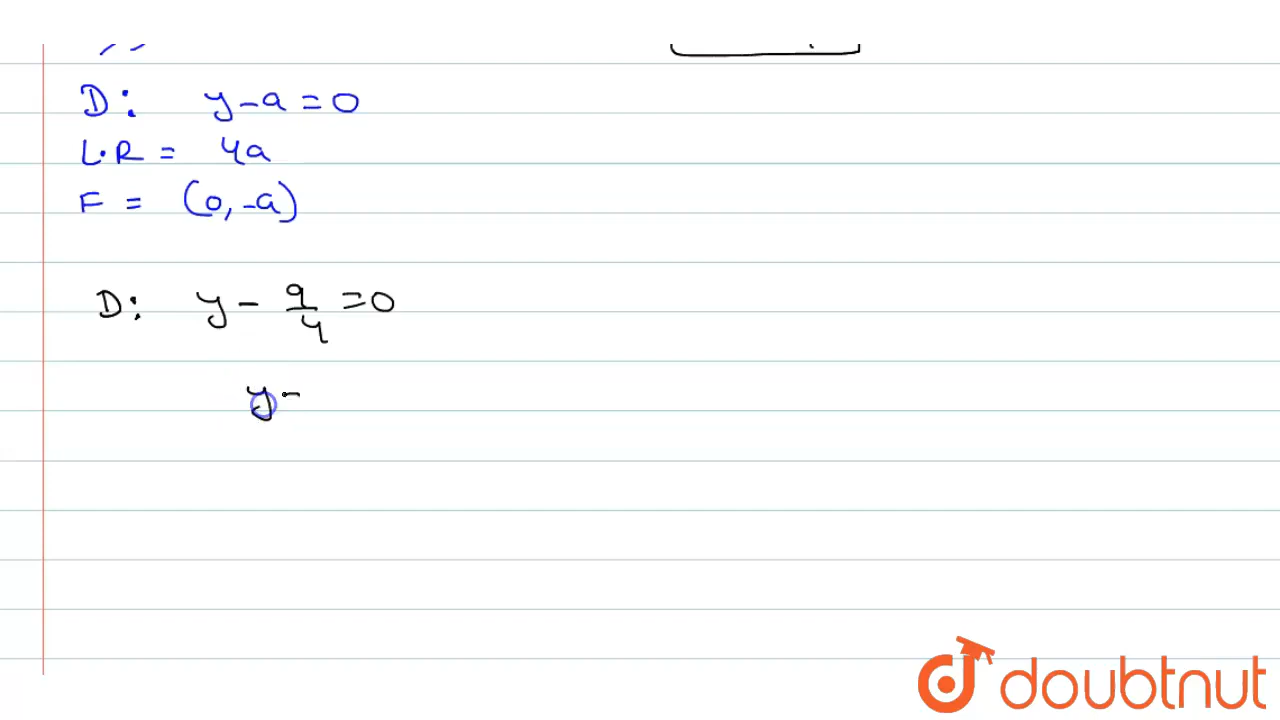 D: y-a=0
L.R = 4a
F = (0,-a)
D: y - 9/4 =0
y-
doubtnut